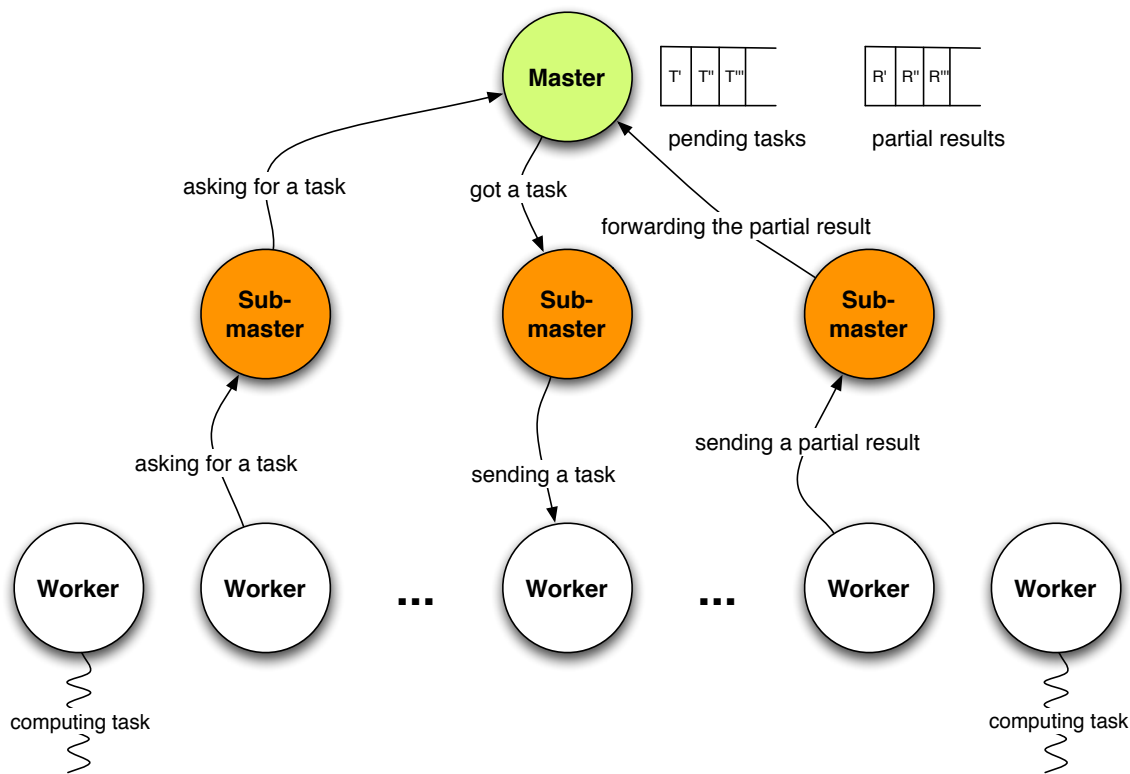 Master
T' T'' T'''
R' R'' R'''
pending tasks
partial results
asking for a task
got a task
forwarding the partial result
Sub-
master
Sub-
master
Sub-
master
asking for a task
sending a task
sending a partial result
Worker
Worker
...
Worker
...
Worker
Worker
computing task
computing task